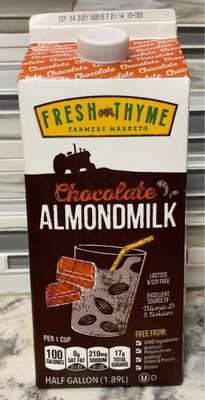 SEP 24 2021
Chocolate Chocolate Chocolate
FRESH THYME
FARMERS MARKET®
Chocolate
ALMONDMILK
LACTOSE
& SOY FREE
EXCELLENT
SOURCE OF
Vitamin D
& Calcium
PER 1 CUP
100
CALORIES
0g
SAT FAT
210mg
SODIUM
17g
TOTAL
SUGARS
FREE FROM:
GMO Ingredients
Artificial
Preservatives
Artificial
Colors & Flavors
Gluten
HALF GALLON (1.89L)
U D